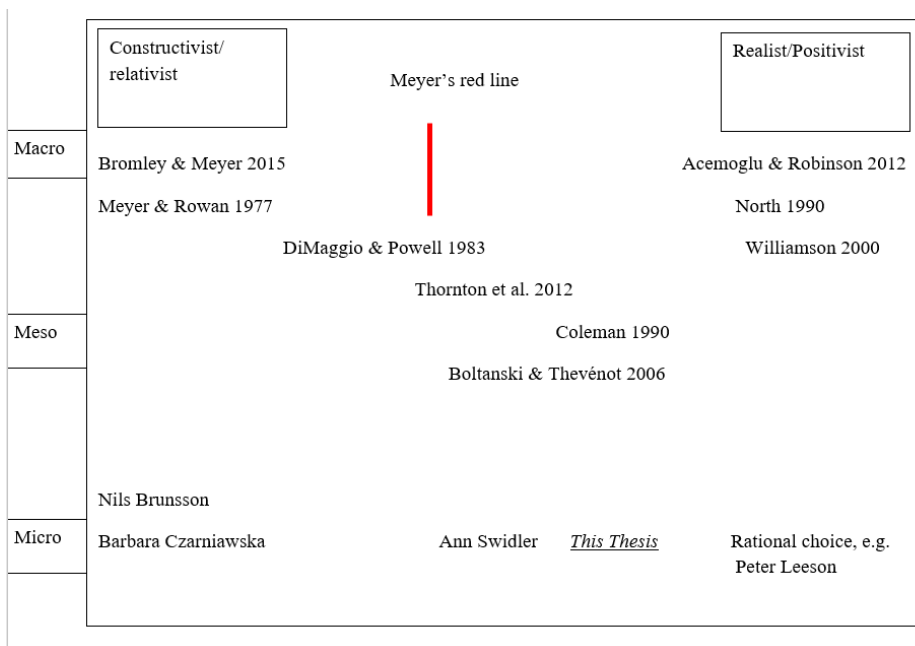 Constructivist/
relativist
Meyer's red line
Realist/Positivist
Macro
Bromley & Meyer 2015
Acemoglu & Robinson 2012
Meyer & Rowan 1977
North 1990
DiMaggio & Powell 1983
Williamson 2000
Thornton et al. 2012
Meso
Coleman 1990
Boltanski & Thevénot 2006
Nils Brunsson
Micro
Barbara Czarniawska
Ann Swidler
This Thesis
Rational choice, e.g.
Peter Leeson